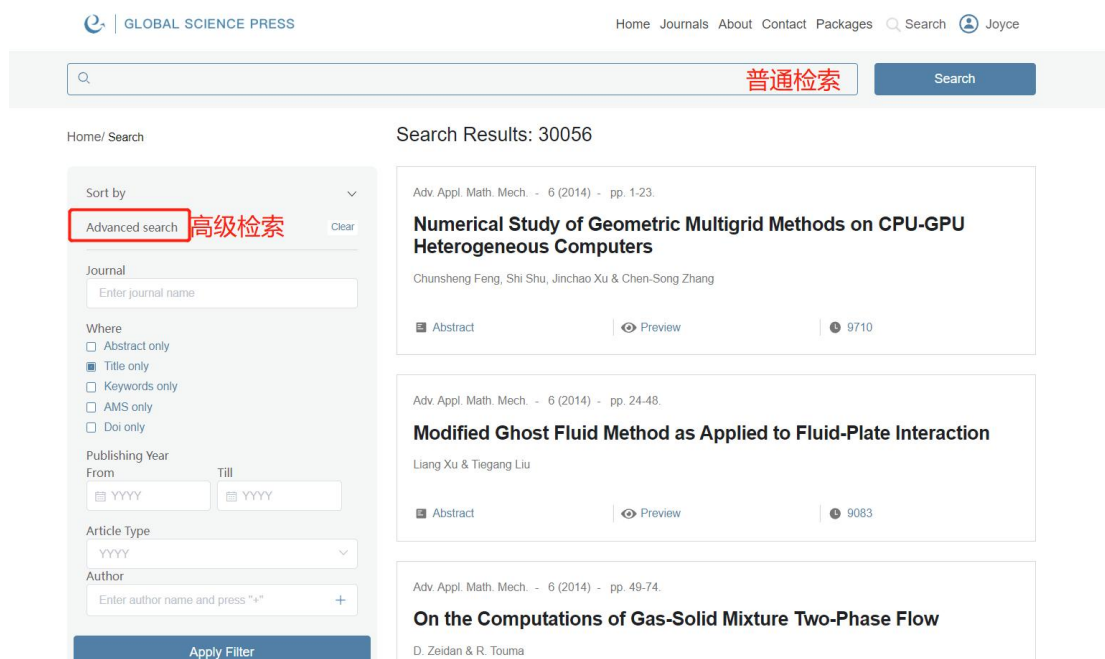 GLOBAL SCIENCE PRESS
Home Journals About Contact Packages Search Joyce
普通检索 Search
Home/ Search
Search Results: 30056
Sort by
Advanced search 高级检索 Clear
Journal
Enter journal name
Where
Abstract only
Title only
Keywords only
AMS only
Doi only
Publishing Year
From Till
YYYY YYYY
Article Type
YYYY
Author
Enter author name and press "+" +
Apply Filter
Adv. Appl. Math. Mech. - 6 (2014) - pp. 1-23.
Numerical Study of Geometric Multigrid Methods on CPU-GPU
Heterogeneous Computers
Chunsheng Feng, Shi Shu, Jinchao Xu & Chen-Song Zhang
Abstract Preview 9710
Adv. Appl. Math. Mech. - 6 (2014) - pp. 24-48.
Modified Ghost Fluid Method as Applied to Fluid-Plate Interaction
Liang Xu & Tiegang Liu
Abstract Preview 9083
Adv. Appl. Math. Mech. - 6 (2014) - pp. 49-74.
On the Computations of Gas-Solid Mixture Two-Phase Flow
D. Zeidan & R. Touma